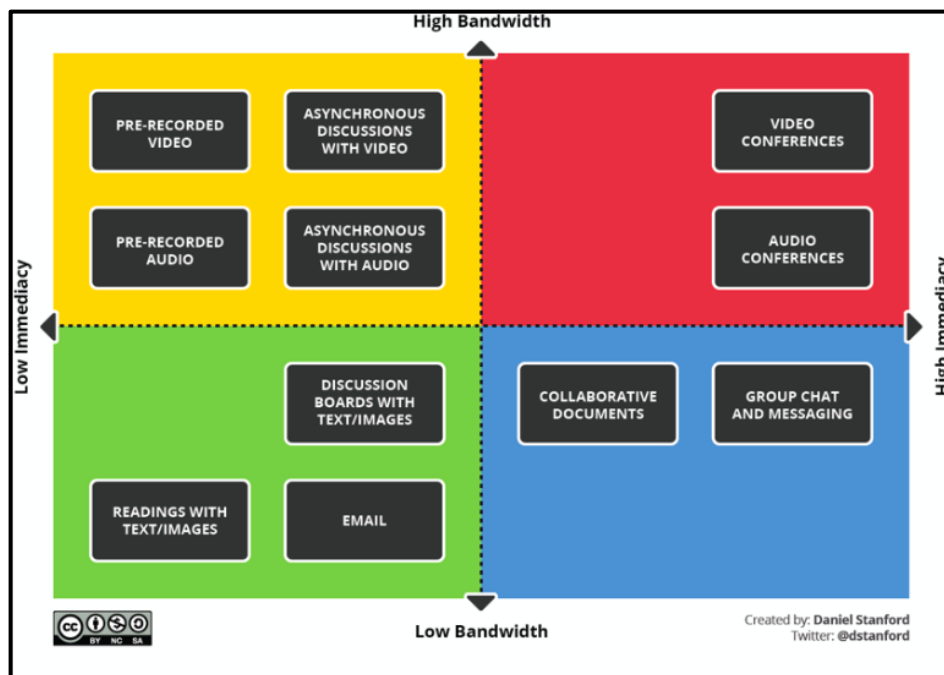 High Bandwidth
PRE-RECORDED
VIDEO
ASYNCHRONOUS
DISCUSSIONS
WITH VIDEO
VIDEO
CONFERENCES
PRE-RECORDED
AUDIO
ASYNCHRONOUS
DISCUSSIONS
WITH AUDIO
AUDIO
CONFERENCES
Low Immediacy
High Immediacy
DISCUSSION
BOARDS WITH
TEXT/IMAGES
COLLABORATIVE
DOCUMENTS
GROUP CHAT
AND MESSAGING
READINGS WITH
TEXT/IMAGES
EMAIL
Low Bandwidth
cc
BY NC SA
Created by: Daniel Stanford
Twitter: @dstanford